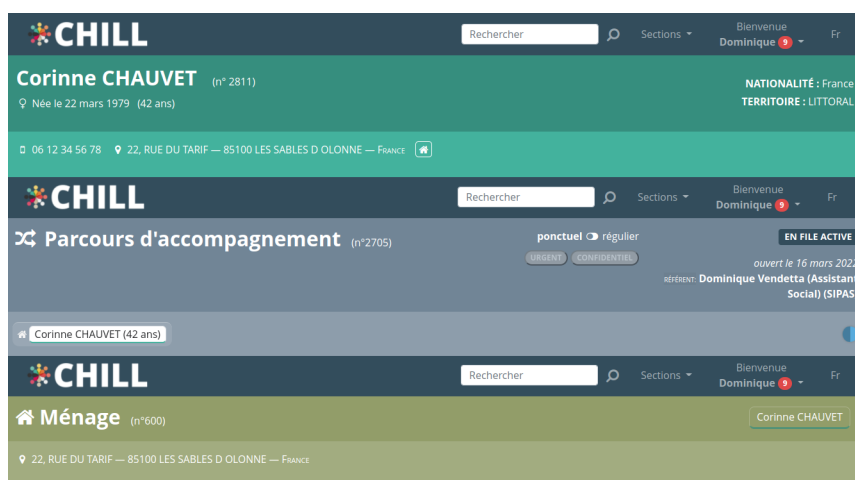 CHILL
Rechercher
Sections
Bienvenue
Dominique 9
Fr
Corinne CHAUVET (n° 2811)
Née le 22 mars 1979 (42 ans)
NATIONALITÉ : France
TERRITOIRE : LITTORAL
06 12 34 56 78 22, RUE DU TARIF — 85100 LES SABLES D OLONNE — France
CHILL
Rechercher
Sections
Bienvenue
Dominique 9
Fr
Parcours d'accompagnement (n°2705)
ponctuel régulier
URGENT CONFIDENTIEL
EN FILE ACTIVE
ouvert le 16 mars 2022
RÉFÉRENT: Dominique Vendetta (Assistant
Social) (SIPAS
Corinne CHAUVET (42 ans)
CHILL
Rechercher
Sections
Bienvenue
Dominique 9
Fr
Ménage (n°600)
Corinne CHAUVET
22, RUE DU TARIF — 85100 LES SABLES D OLONNE — France